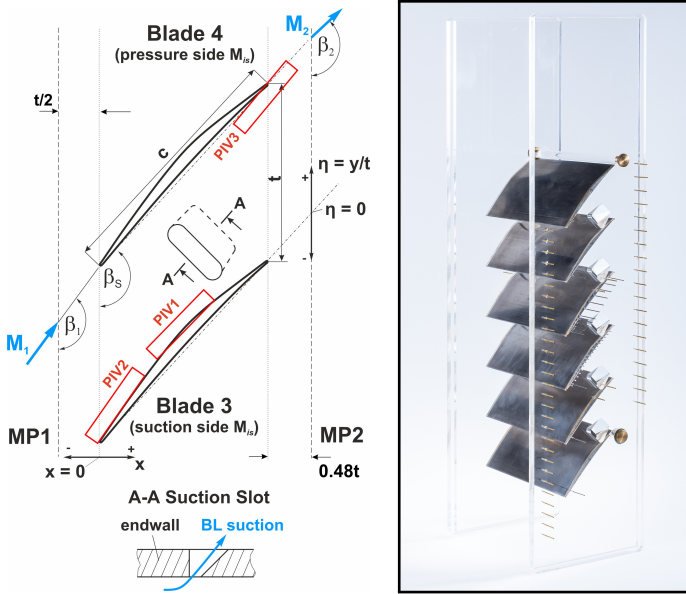 Blade 4
(pressure side Mis)
M2
β2
t/2
c
PIV3
t
η = y/t
+
η = 0
-
A
A
βS
β1
M1
PIV1
PIV2
Blade 3
(suction side Mis)
MP1
MP2
- +
x = 0 x
0.48t
A-A Suction Slot
endwall BL suction